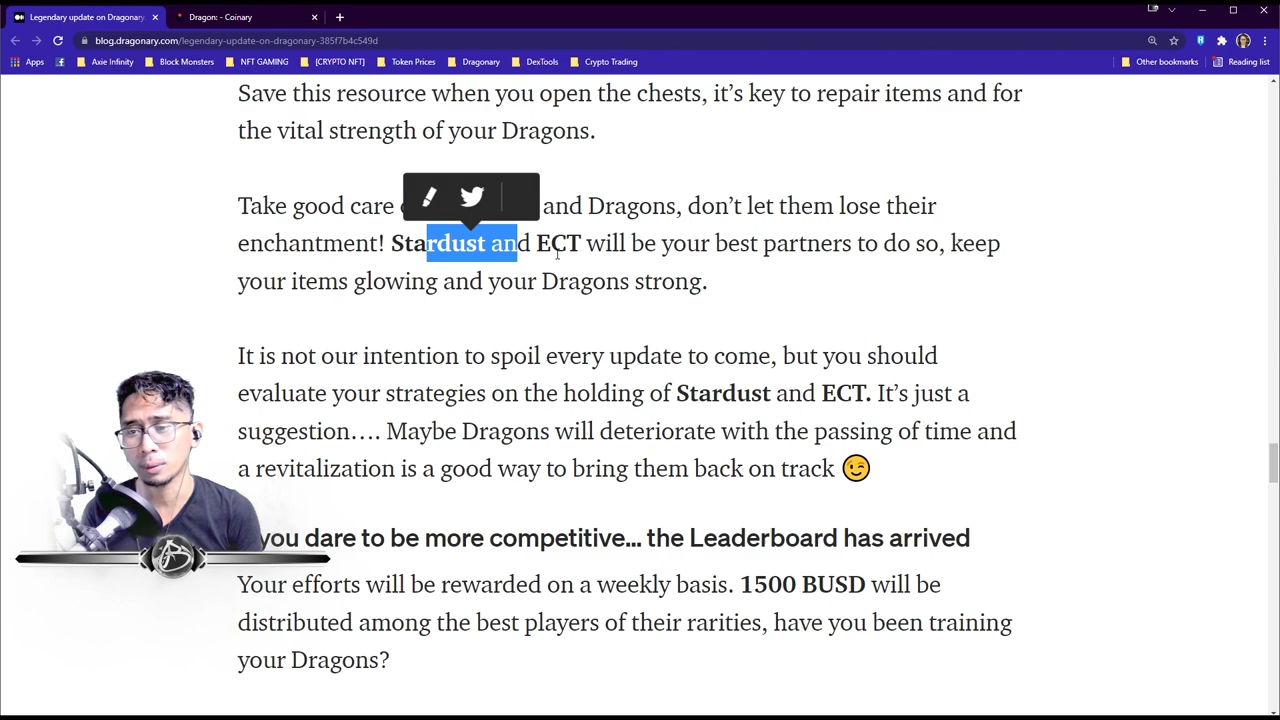 Legendary update on Dragonary
Dragon: - Coinary
blog.dragonary.com/legendary-update-on-dragonary-385f7b4c549d
Apps
Axie Infinity
Block Monsters
NFT GAMING
[CRYPTO NFT]
Token Prices
Dragonary
DexTools
Crypto Trading
Other bookmarks
Reading list
Save this resource when you open the chests, it’s key to repair items and for
the vital strength of your Dragons.
Take good care and Dragons, don’t let them lose their
enchantment! Stardust and ECT will be your best partners to do so, keep
your items glowing and your Dragons strong.
It is not our intention to spoil every update to come, but you should
evaluate your strategies on the holding of Stardust and ECT. It’s just a
suggestion…. Maybe Dragons will deteriorate with the passing of time and
a revitalization is a good way to bring them back on track 😉
you dare to be more competitive… the Leaderboard has arrived
Your efforts will be rewarded on a weekly basis. 1500 BUSD will be
distributed among the best players of their rarities, have you been training
your Dragons?